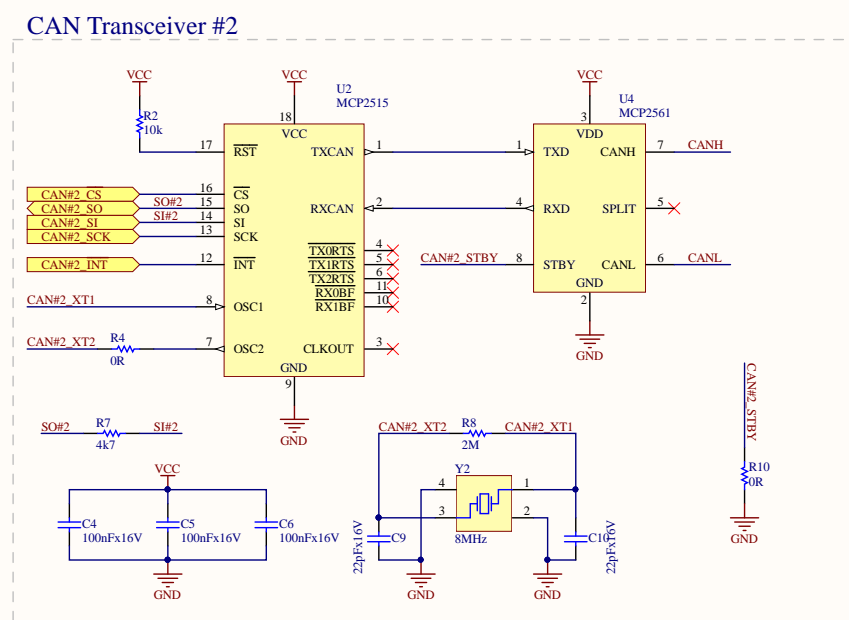 CAN Transceiver #2
VCC
R2
10k
VCC
18
U2
MCP2515
VCC
17
RST
TXCAN
1
CAN#2_CS
16
CS
CAN#2_SO
SO#2
15
SO
RXCAN
2
CAN#2_SI
SI#2
14
SI
CAN#2_SCK
13
SCK
TX0RTS
4
CAN#2_INT
12
INT
TX1RTS
5
TX2RTS
6
RX0BF
11
RX1BF
10
CAN#2_XT1
8
OSC1
CAN#2_XT2
R4
0R
7
OSC2
CLKOUT
3
GND
9
GND
VCC
3
U4
MCP2561
VDD
1
TXD
CANH
7
CANH
4
RXD
SPLIT
5
CAN#2_STBY
8
STBY
CANL
6
CANL
GND
2
GND
SO#2
R7
4k7
SI#2
VCC
C4
100nFx16V
C5
100nFx16V
C6
100nFx16V
GND
CAN#2_XT2
R8
2M
CAN#2_XT1
Y2
4
1
3
2
8MHz
C9
22pFx16V
C10
22pFx16V
GND
GND
CAN#2_STBY
R10
0R
GND